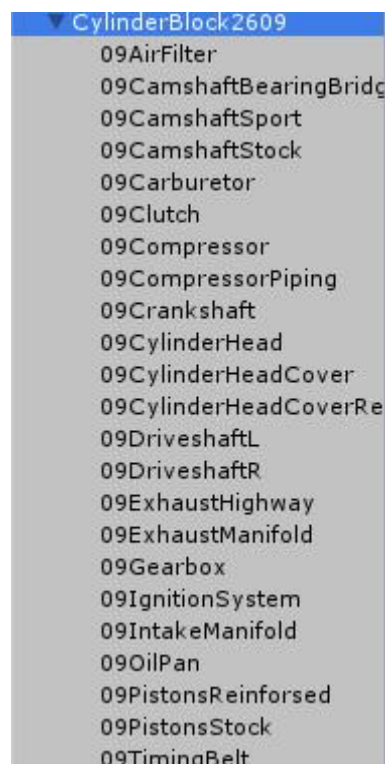 CylinderBlock2609
09AirFilter
09CamshaftBearingBridg
09CamshaftSport
09CamshaftStock
09Carburetor
09Clutch
09Compressor
09CompressorPiping
09Crankshaft
09CylinderHead
09CylinderHeadCover
09CylinderHeadCoverRe
09DriveshaftL
09DriveshaftR
09ExhaustHighway
09ExhaustManifold
09Gearbox
09IgnitionSystem
09IntakeManifold
09OilPan
09PistonsReinforsed
09PistonsStock
09TimingBelt